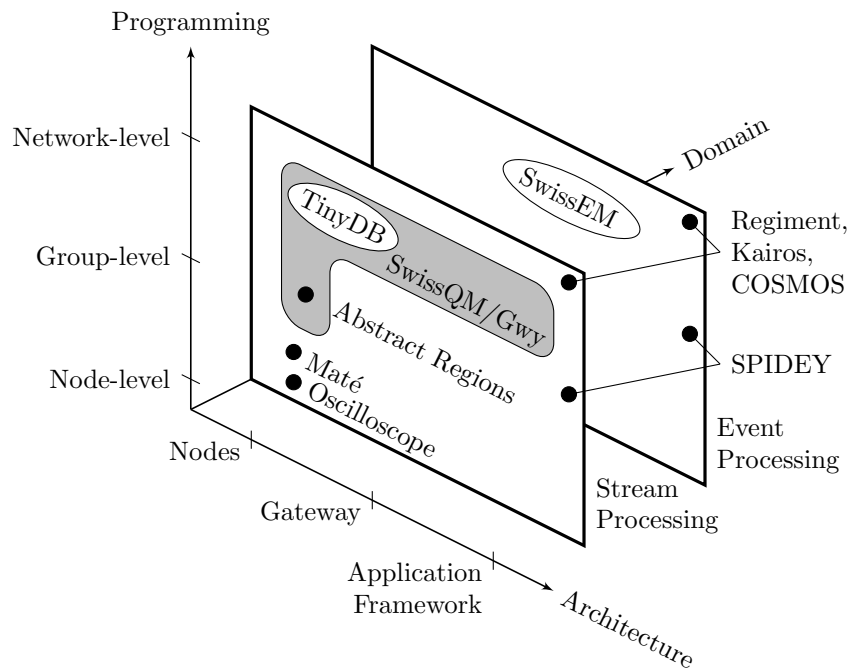 Programming
Network-level
Group-level
Node-level
Domain
SwissEM
TinyDB
SwissQM/Gwy
Abstract Regions
Maté
Oscilloscope
Regiment,
Kairos,
COSMOS
SPIDEY
Event
Processing
Stream
Processing
Nodes
Gateway
Application
Framework
Architecture